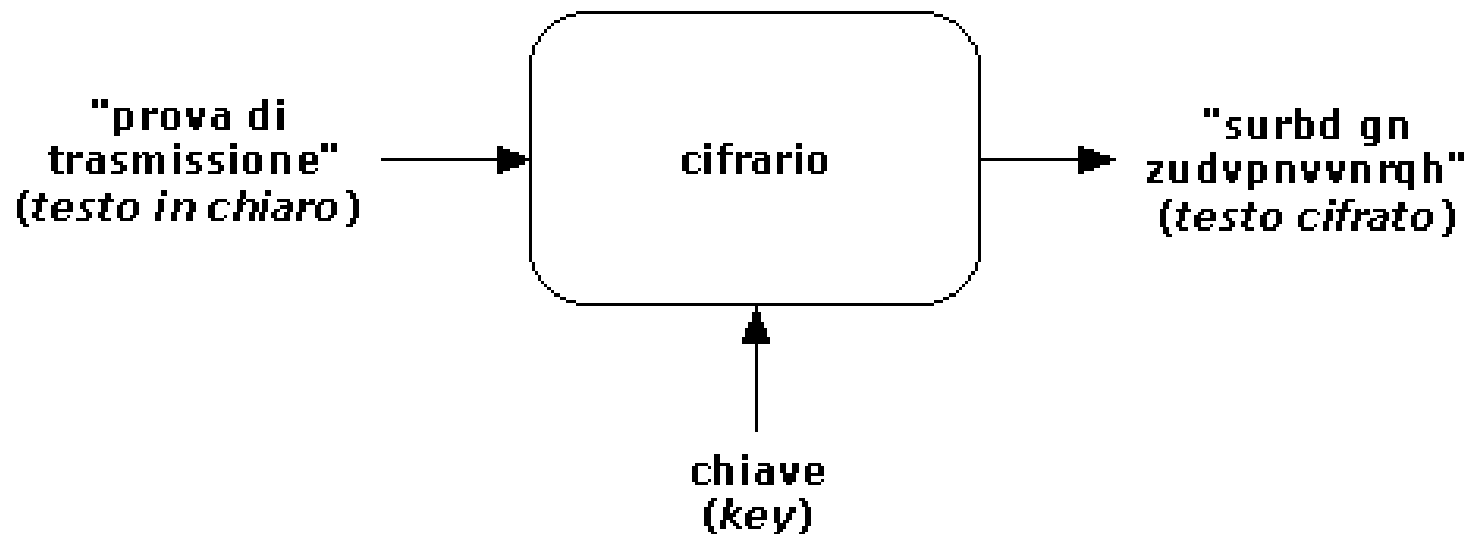 "prova di
trasmissione"
(testo in chiaro)
cifrario
"surbd gn
zudvpnvvnrqh"
(testo cifrato)
chiave
(key)